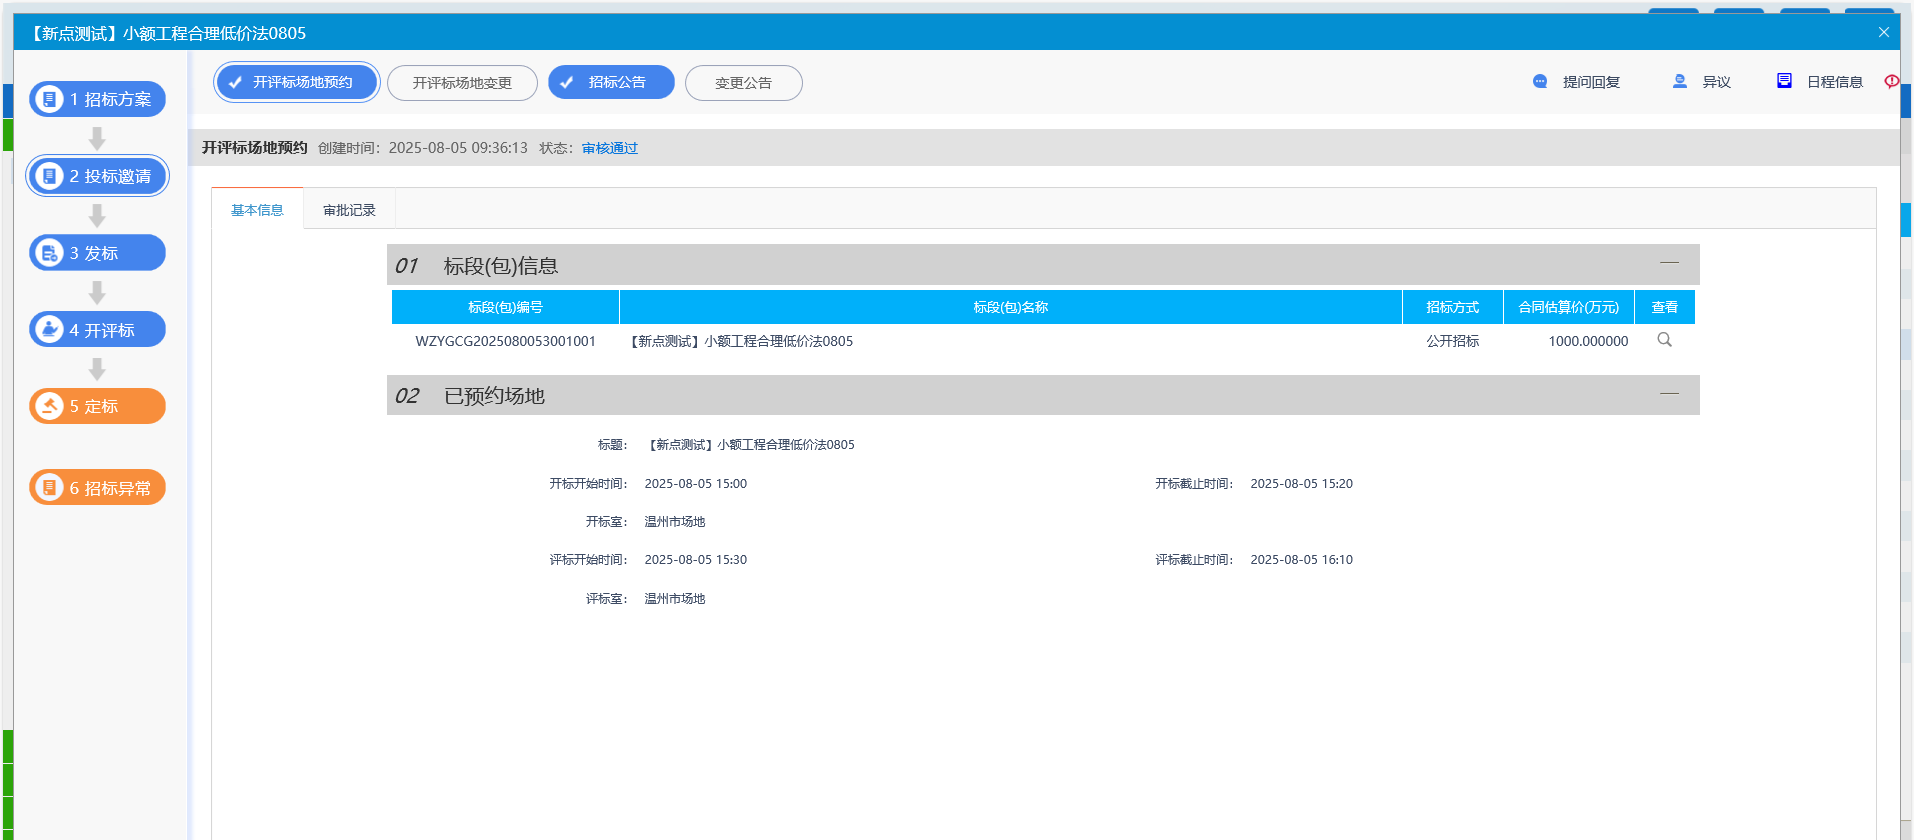 【新点测试】小额工程合理低价法0805
1 招标方案
2 投标邀请
3 发标
4 开评标
5 定标
6 招标异常
开评标场地预约 开评标场地变更 招标公告 变更公告
提问回复 异议 日程信息
开评标场地预约 创建时间：2025-08-05 09:36:13 状态：审核通过
基本信息 审批记录
01 标段(包)信息
标段(包)编号 标段(包)名称 招标方式 合同估算价(万元) 查看
WZYGCG2025080053001001 【新点测试】小额工程合理低价法0805 公开招标 1000.000000
02 已预约场地
标题： 【新点测试】小额工程合理低价法0805
开标开始时间： 2025-08-05 15:00 开标截止时间： 2025-08-05 15:20
开标室： 温州市场地
评标开始时间： 2025-08-05 15:30 评标截止时间： 2025-08-05 16:10
评标室： 温州市场地